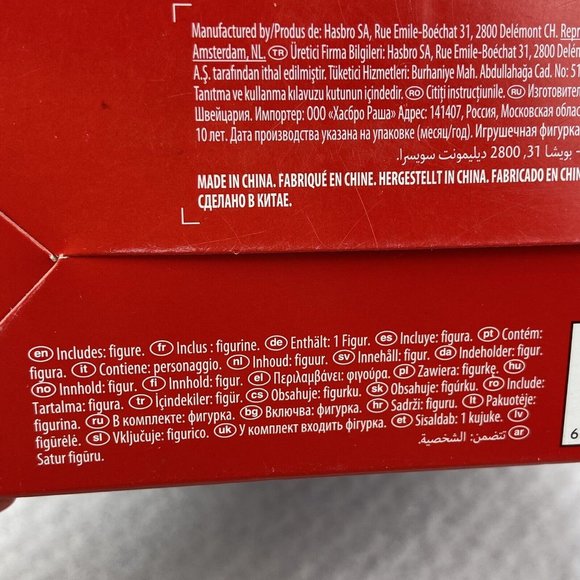 Manufactured by/Produs de: Hasbro SA, Rue Emile-Boéchat 31, 2800 Delémont CH. Repr
Amsterdam, NL. TR Üretici Firma Bilgileri: Hasbro SA, Rue Emile-Boéchat 31, 2800 Delém
A.Ş. tarafından ithal edilmiştir. Tüketici Hizmetleri: Burhaniye Mah. Abdullahağa Cad. No: 51
Tanıtma ve kullanma kılavuzu kutunun içindedir. RO Citiți instrucțiunile. RU Изготовитель
Швейцария. Импортер: ООО «Хасбро Раша» Адрес: 141407, Россия, Московская облас
10 лет. Дата производства указана на упаковке (месяц/год). Игрушечная фигурка
- بويشا 31, 2800 ديليمونت سويسرا.
MADE IN CHINA. FABRIQUÉ EN CHINE. HERGESTELLT IN CHINA. FABRICADO EN CHIN
СДЕЛАНО В КИТАЕ.
en Includes: figure. fr Inclus : figurine. de Enthält: 1 Figur. es Incluye: figura. pt Contém:
figura. it Contiene: personaggio. nl Inhoud: figuur. sv Innehåll: figur. da Indeholder: figur.
no Innhold: figur. fi Innhold: figur. el Περιλαμβάνει: φιγούρα. pl Zawiera: figurkę. hu
Tartalma: figura. tr İçindekiler: figür. cs Obsahuje: figurku. sk Obsahuje: figúrku. ro Include:
figurina. ru В комплекте: фигурка. bg Включва: фигурка. hr Sadrži: figuru. lt Pakuotėje:
figūrėlė. sl Vključuje: figurico. uk У комплект входить фігурка. et Sisaldab: 1 kujuke. lv
Satur figūru. ar تتضمن: الشخصية.
6